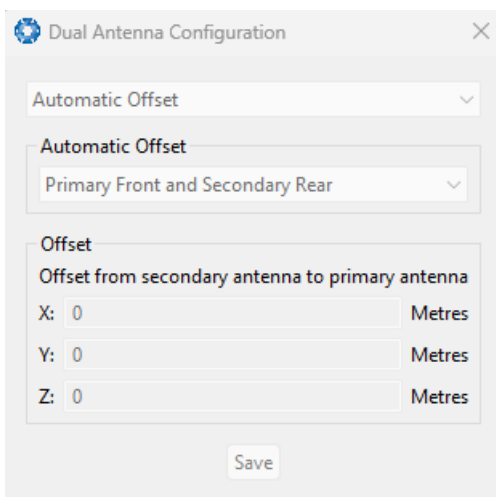 Dual Antenna Configuration
Automatic Offset
Automatic Offset
Primary Front and Secondary Rear
Offset
Offset from secondary antenna to primary antenna
X: 0 Metres
Y: 0 Metres
Z: 0 Metres
Save